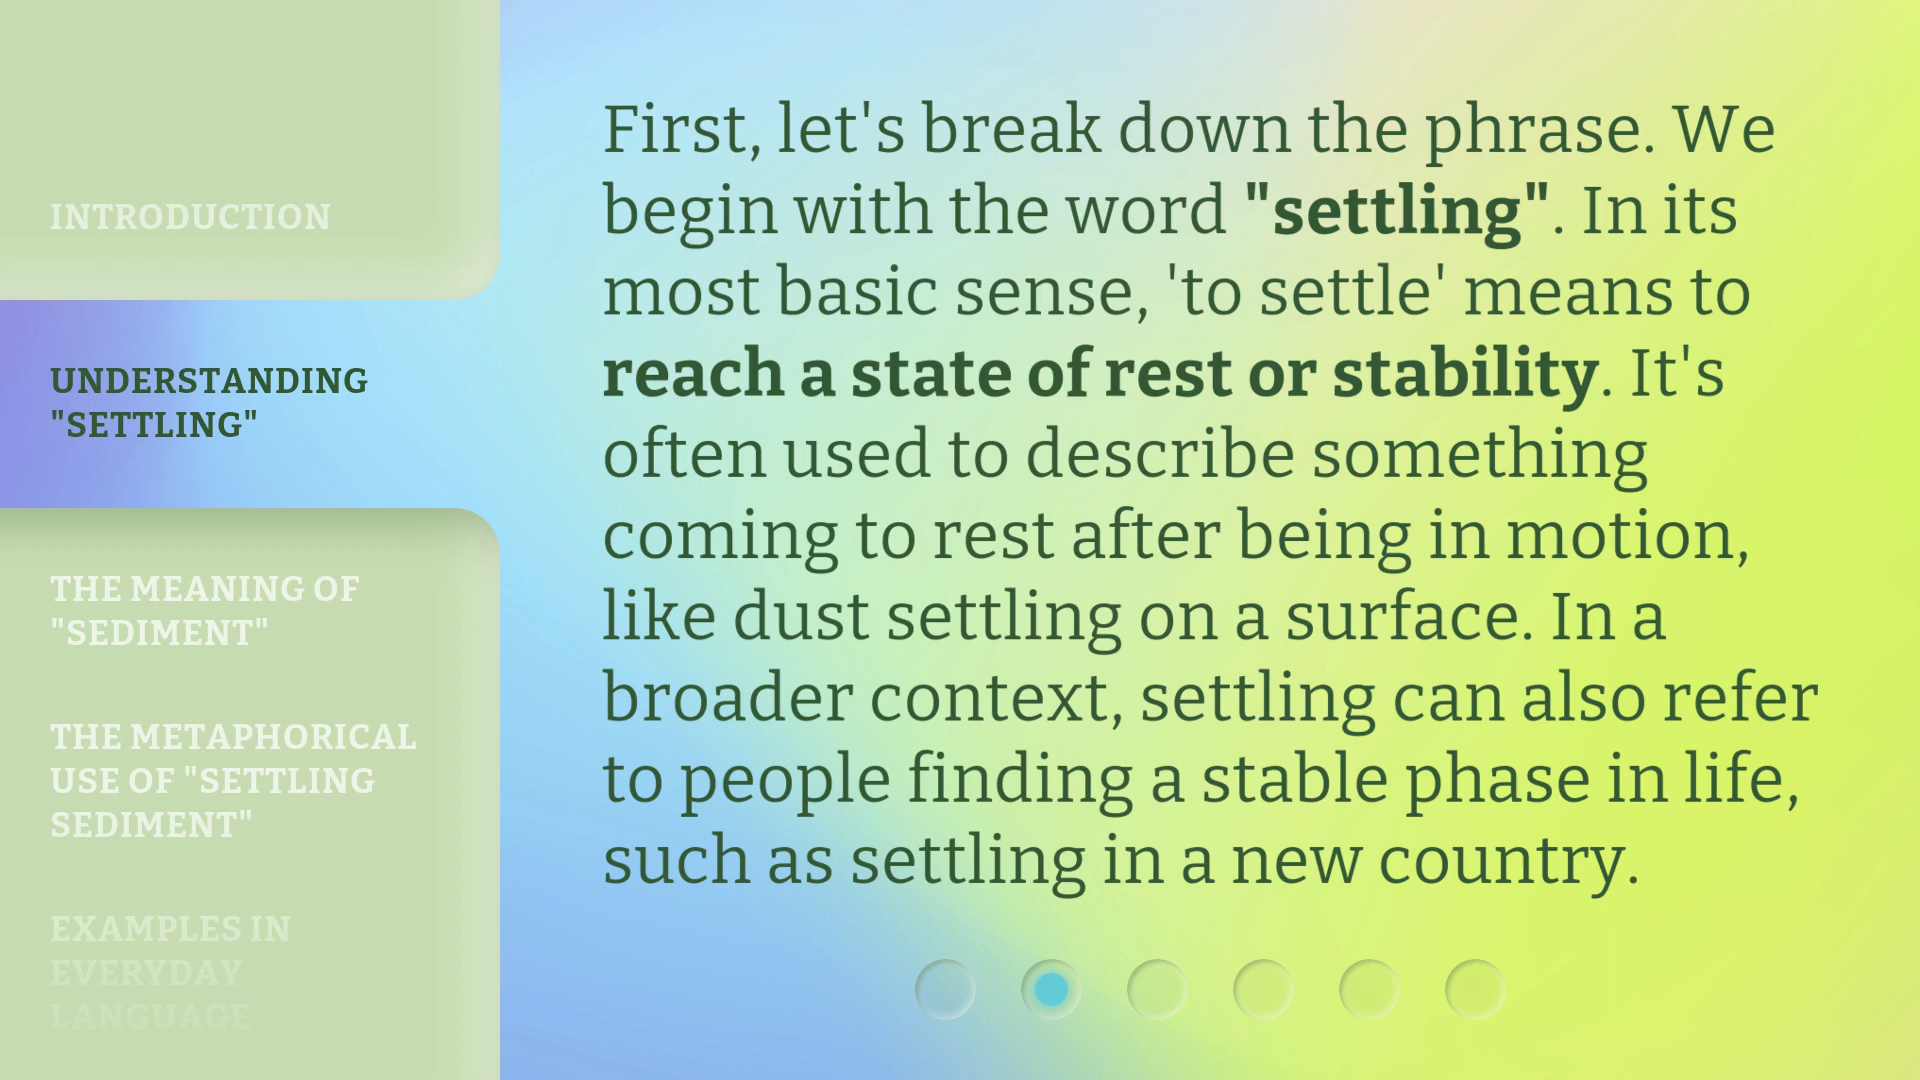 INTRODUCTION
UNDERSTANDING
"SETTLING"
THE MEANING OF
"SEDIMENT"
THE METAPHORICAL
USE OF "SETTLING
SEDIMENT"
EXAMPLES IN
EVERYDAY
LANGUAGE
First, let's break down the phrase. We
begin with the word "settling". In its
most basic sense, 'to settle' means to
reach a state of rest or stability. It's
often used to describe something
coming to rest after being in motion,
like dust settling on a surface. In a
broader context, settling can also refer
to people finding a stable phase in life,
such as settling in a new country.